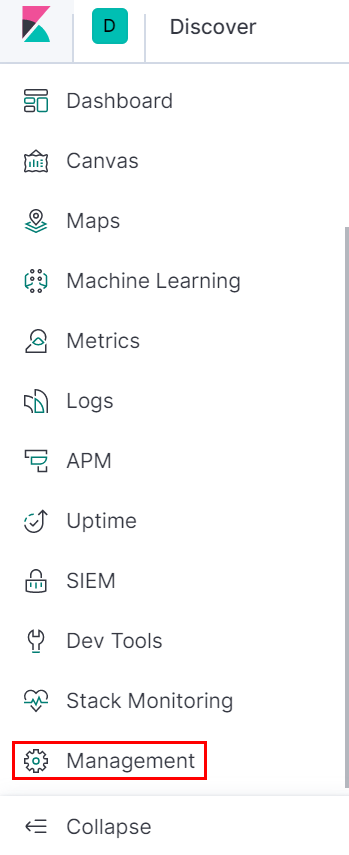 D Discover
Dashboard
Canvas
Maps
Machine Learning
Metrics
Logs
APM
Uptime
SIEM
Dev Tools
Stack Monitoring
Management
Collapse